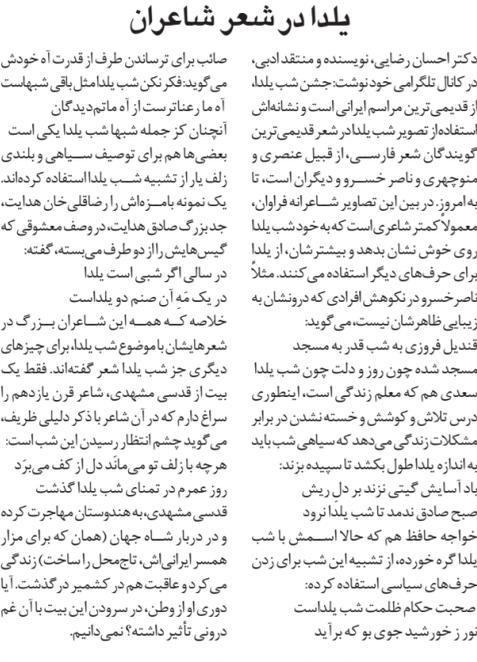 یلدا در شعر شاعران
دکتر احسان رضایی، نویسنده و منتقد ادبی،
در کانال تلگرامی خود نوشت: جشن شب یلدا،
از قدیمی‌ترین مراسم ایرانی است و نشانه‌اش
استفاده از تصویر شب یلدا در شعر قدیمی‌ترین
گویندگان شعر فارسی، از قبیل عنصری و
منوچهری و ناصر خسرو و دیگران است، تا
به امروز. در بین این تصاویر شاعرانه فراوان،
معمولاً کمتر شاعری است که به خود شب یلدا
روی خوش نشان بدهد و بیشترشان، از یلدا
برای حرف‌های دیگر استفاده می‌کنند. مثلاً
ناصرخسرو در نکوهش افرادی که درونشان به
زیبایی ظاهرشان نیست، می‌گوید:
قندیل فروزی به شب قدر به مسجد
مسجد شده چون روز و دلت چون شب یلدا
سعدی هم که معلم زندگی است، اینطوری
درس تلاش و کوشش و خسته نشدن در برابر
مشکلات زندگی می‌دهد که سیاهی شب باید
به اندازه یلدا طول بکشد تا سپیده بزند:
باد آسایش گیتی نزند بر دلِ ریش
صبح صادق ندمد تا شب یلدا نرود
خواجه حافظ هم که حالا اسمش با شب
یلدا گره خورده، از تشبیه این شب برای زدن
حرف‌های سیاسی استفاده کرده:
صحبت حکام ظلمت شب یلداست
نور ز خورشید جوی بو که برآید
صائب برای ترساندن طرف از قدرت آه خودش
می‌گوید: فکر نکن شب یلدا مثل باقی شبهاست
آه ما رعناترست از آه ماتم‌دیدگان
آنچنان کز جمله شبها شب یلدا یکی است
بعضی‌ها هم برای توصیف سیاهی و بلندی
زلف یار از تشبیه شب یلدا استفاده کرده‌اند.
یک نمونه بامزه‌اش را رضاقلی‌خان هدایت،
جد بزرگ صادق هدایت، در وصف معشوقی که
گیس‌هایش را از دو طرف می‌بسته، گفته:
در سالی اگر شبی است یلدا
در یک مَهِ آن صنم دو یلداست
خلاصه که همه این شاعران بزرگ در
شعرهایشان با موضوع شب یلدا، برای چیزهای
دیگری جز شب یلدا شعر گفته‌اند. فقط یک
بیت از قدسی مشهدی، شاعر قرن یازدهم را
سراغ دارم که در آن شاعر با ذکر دلیلی ظریف،
می‌گوید چشم انتظار رسیدن این شب است:
هر چه با زلف تو می‌مانَد دل از کف می‌برَد
روز عمرم در تمنای شب یلدا گذشت
قدسی مشهدی، به هندوستان مهاجرت کرده
و در دربار شاه جهان (همان که برای مزار
همسر ایرانی‌اش، تاج‌محل را ساخت) زندگی
می‌کرد و عاقبت هم در کشمیر درگذشت. آیا
دوری او از وطن، در سرودن این بیت با آن غم
درونی تأثیر داشته؟ نمی‌دانیم.